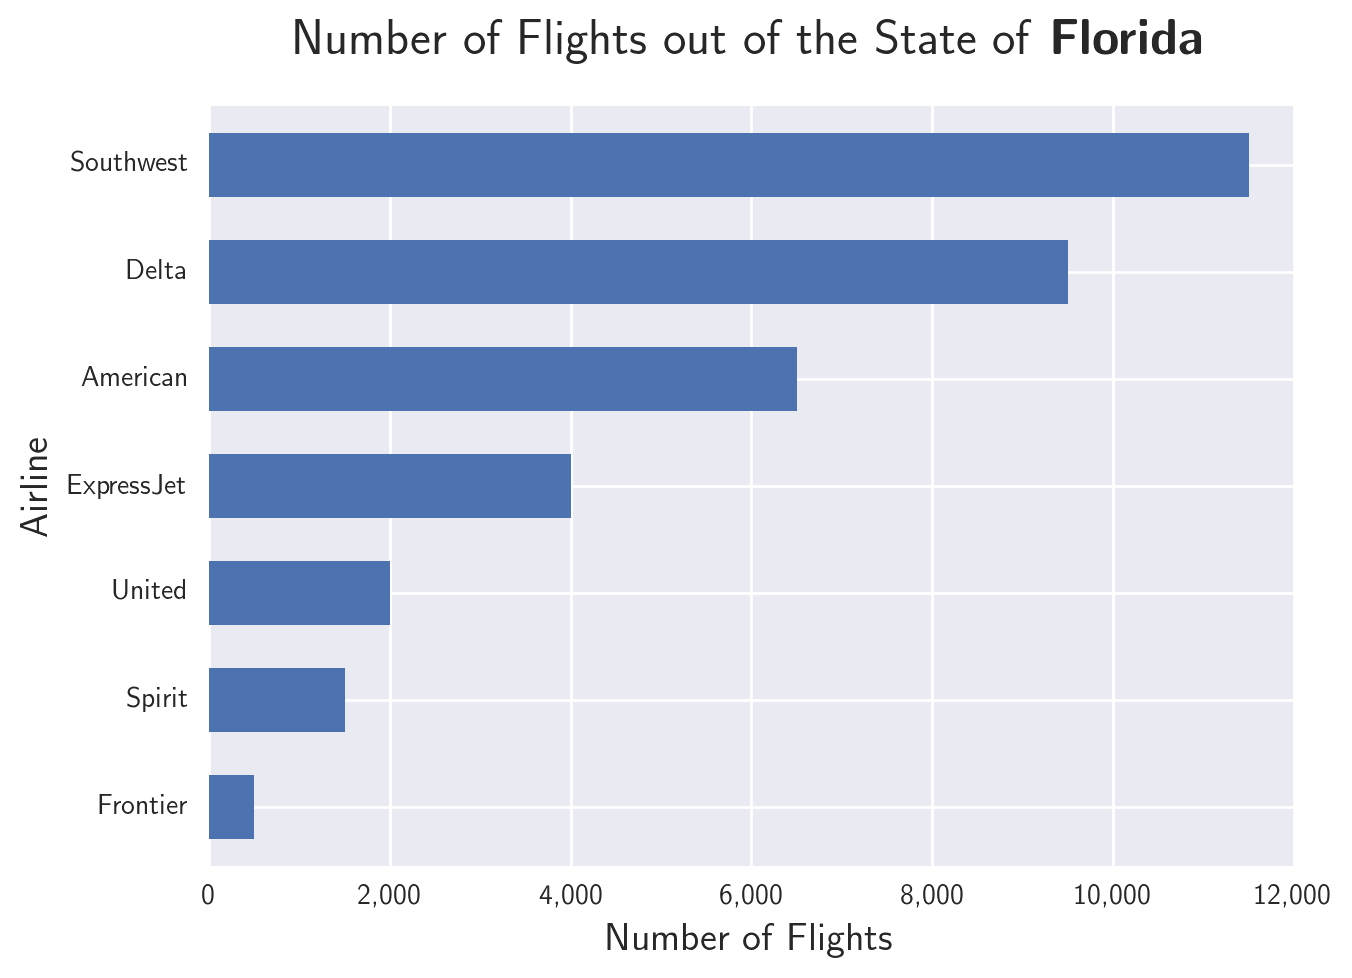 Number of Flights out of the State of Florida
Southwest
Delta
American
ExpressJet
United
Spirit
Frontier
Airline
0 2,000 4,000 6,000 8,000 10,000 12,000
Number of Flights